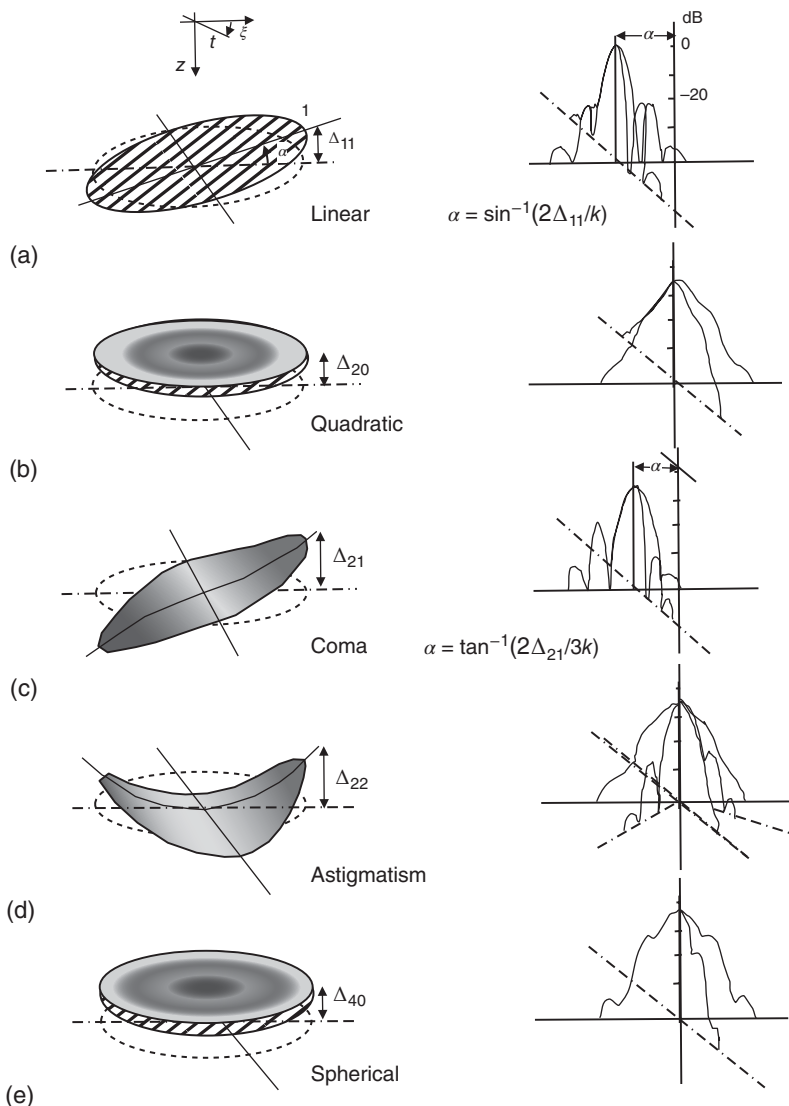 t ξ
z
dB
α
0
–20
1
α
Δ11
Linear
α = sin⁻¹(2Δ11/k)
(a)
Δ20
Quadratic
(b)
α
Δ21
Coma
α = tan⁻¹(2Δ21/3k)
(c)
Δ22
Astigmatism
(d)
Δ40
Spherical
(e)